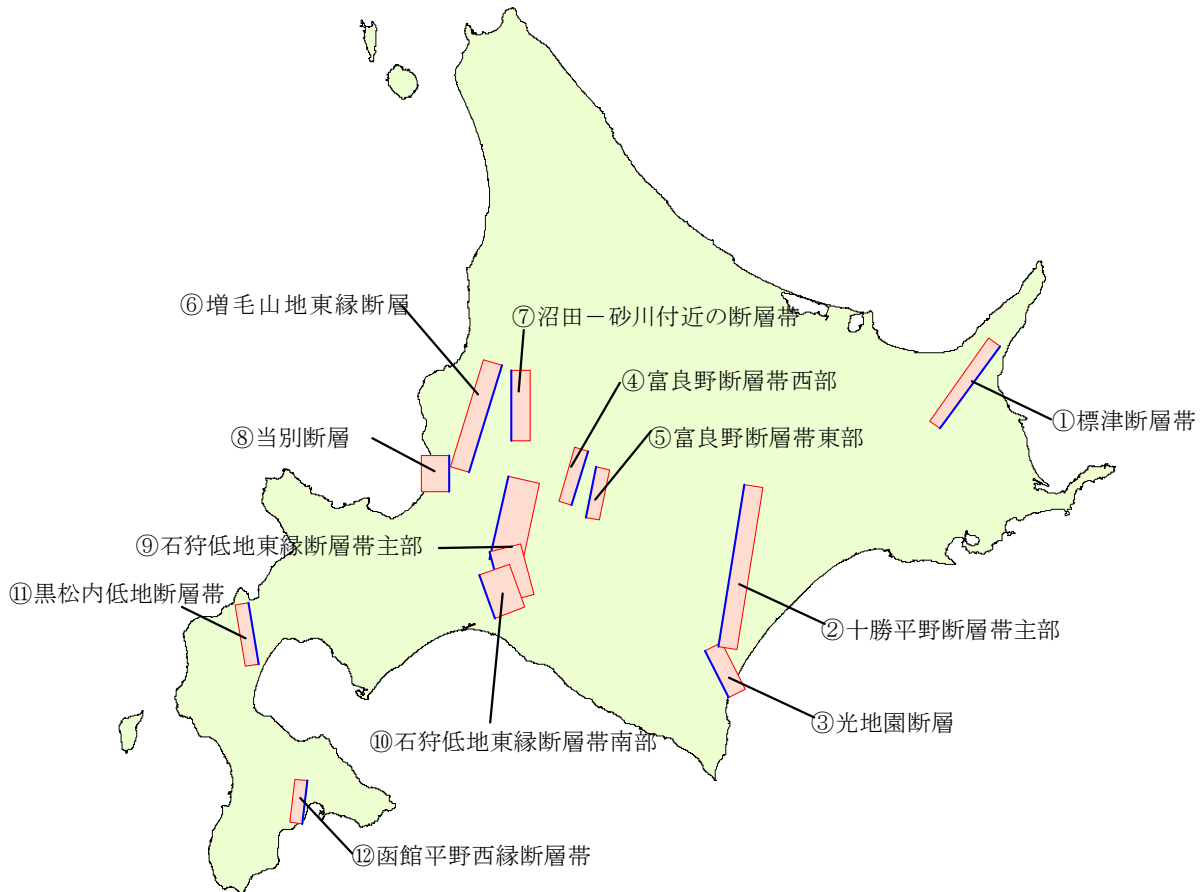 ⑥増毛山地東縁断層
⑦沼田－砂川付近の断層帯
④富良野断層帯西部
①標津断層帯
⑧当別断層
⑤富良野断層帯東部
⑨石狩低地東縁断層帯主部
⑪黒松内低地断層帯
②十勝平野断層帯主部
③光地園断層
⑩石狩低地東縁断層帯南部
⑫函館平野西縁断層帯